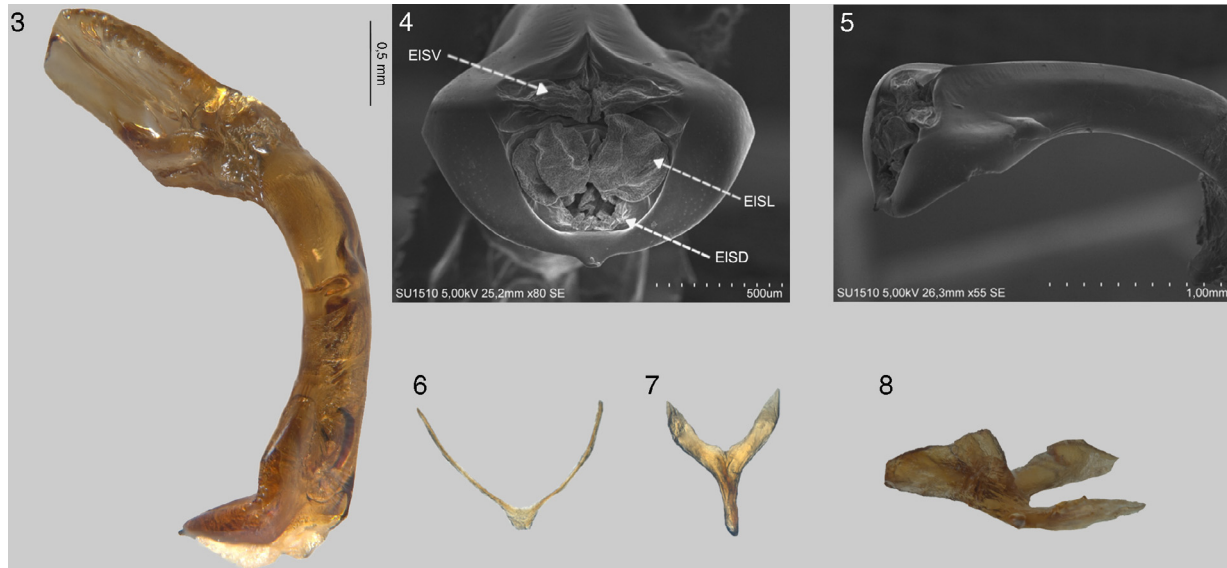 3
0,5 mm
4
EISV
EISL
EISD
SU1510 5,00kV 25,2mm x80 SE
500um
5
SU1510 5,00kV 26,3mm x55 SE
1,00mm
6
7
8